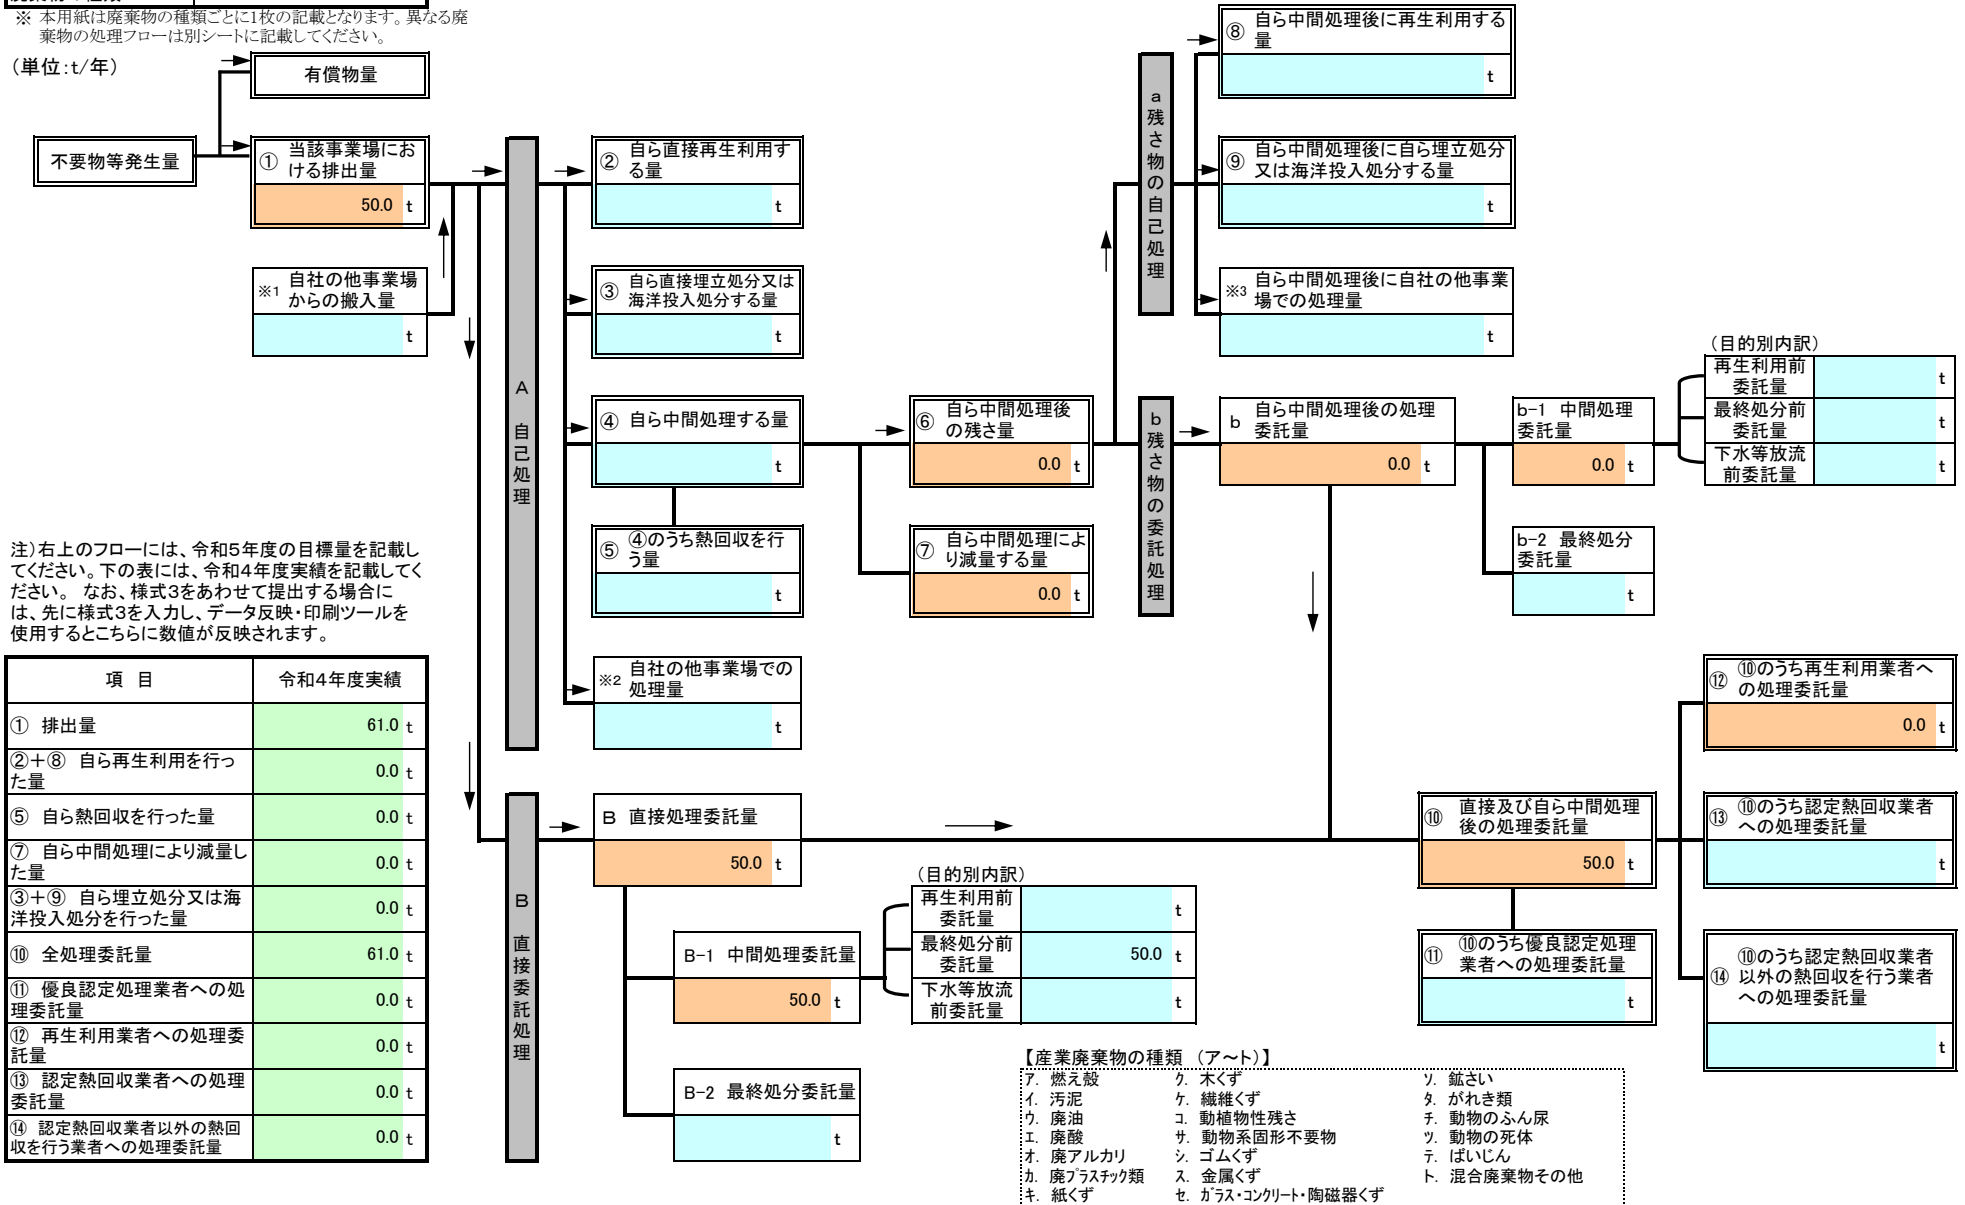 ※ 本用紙は廃棄物の種類ごとに1枚の記載となります。異なる廃
棄物の処理フローは別シートに記載してください。
（単位:t/年）
有償物量
不要物等発生量
① 当該事業場にお
ける排出量
50.0 t
※1 自社の他事業場
からの搬入量
t
A 自己処理
② 自ら直接再生利用す
る量
t
③ 自ら直接埋立処分又は
海洋投入処分する量
t
④ 自ら中間処理する量
t
⑤ ④のうち熱回収を行
う量
t
※2 自社の他事業場での
処理量
t
⑥ 自ら中間処理後
の残さ量
0.0 t
⑦ 自ら中間処理によ
り減量する量
0.0 t
a 残さ物の自己処理
⑧ 自ら中間処理後に再生利用する
量
t
⑨ 自ら中間処理後に自ら埋立処分
又は海洋投入処分する量
t
※3 自ら中間処理後に自社の他事業
場での処理量
t
b 残さ物の委託処理
b 自ら中間処理後の処理
委託量
0.0 t
b-1 中間処理
委託量
0.0 t
b-2 最終処分
委託量
t
（目的別内訳）
再生利用前
委託量
t
最終処分前
委託量
t
下水等放流
前委託量
t
注）右上のフローには、令和5年度の目標量を記載し
てください。下の表には、令和4年度実績を記載してく
ださい。 なお、様式3をあわせて提出する場合に
は、先に様式3を入力し、データ反映・印刷ツールを
使用するとこちらに数値が反映されます。
項 目 令和4年度実績
① 排出量 61.0 t
②＋⑧ 自ら再生利用を行っ
た量 0.0 t
⑤ 自ら熱回収を行った量 0.0 t
⑦ 自ら中間処理により減量し
た量 0.0 t
③＋⑨ 自ら埋立処分又は海
洋投入処分を行った量 0.0 t
⑩ 全処理委託量 61.0 t
⑪ 優良認定処理業者への処
理委託量 0.0 t
⑫ 再生利用業者への処理委
託量 0.0 t
⑬ 認定熱回収業者への処理
委託量 0.0 t
⑭ 認定熱回収業者以外の熱回
収を行う業者への処理委託量 0.0 t
B 直接委託処理
B 直接処理委託量
50.0 t
B-1 中間処理委託量
50.0 t
B-2 最終処分委託量
t
（目的別内訳）
再生利用前
委託量
t
最終処分前
委託量
50.0 t
下水等放流
前委託量
t
⑩ 直接及び自ら中間処理
後の処理委託量
50.0 t
⑪ ⑩のうち優良認定処理
業者への処理委託量
t
⑫ ⑩のうち再生利用業者へ
の処理委託量
0.0 t
⑬ ⑩のうち認定熱回収業者
への処理委託量
t
⑭ ⑩のうち認定熱回収業者
以外の熱回収を行う業者
への処理委託量
t
【産業廃棄物の種類 （ア～ト）】
ア. 燃え殻 ク. 木くず ソ. 鉱さい
イ. 汚泥 ケ. 繊維くず タ. がれき類
ウ. 廃油 コ. 動植物性残さ チ. 動物のふん尿
エ. 廃酸 サ. 動物系固形不要物 ツ. 動物の死体
オ. 廃アルカリ シ. ゴムくず テ. ばいじん
カ. 廃プラスチック類 ス. 金属くず ト. 混合廃棄物その他
キ. 紙くず セ. ガラス・コンクリート・陶磁器くず